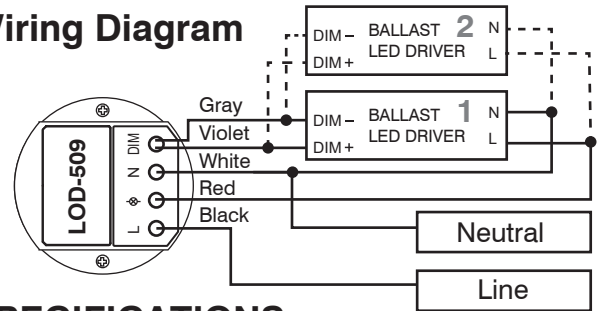 Wiring Diagram
DIM – BALLAST 2 N
DIM + LED DRIVER L
Gray
DIM – BALLAST 1 N
Violet
DIM + LED DRIVER L
White
Red
Black
LOD-509
DIM
N
L
Neutral
Line
SPECIFICATIONS